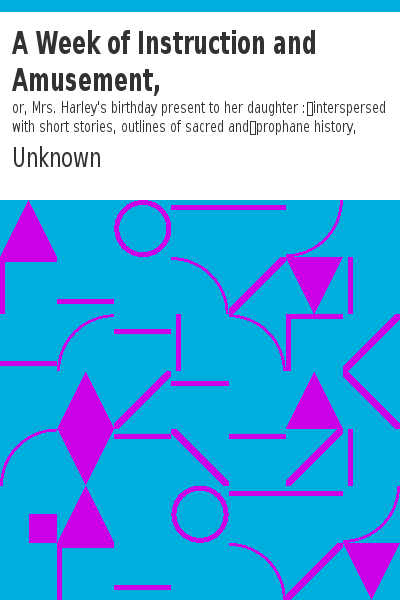 A Week of Instruction and
Amusement,
or, Mrs. Harley's birthday present to her daughter :▯interspersed
with short stories, outlines of sacred and▯prophane history,
Unknown